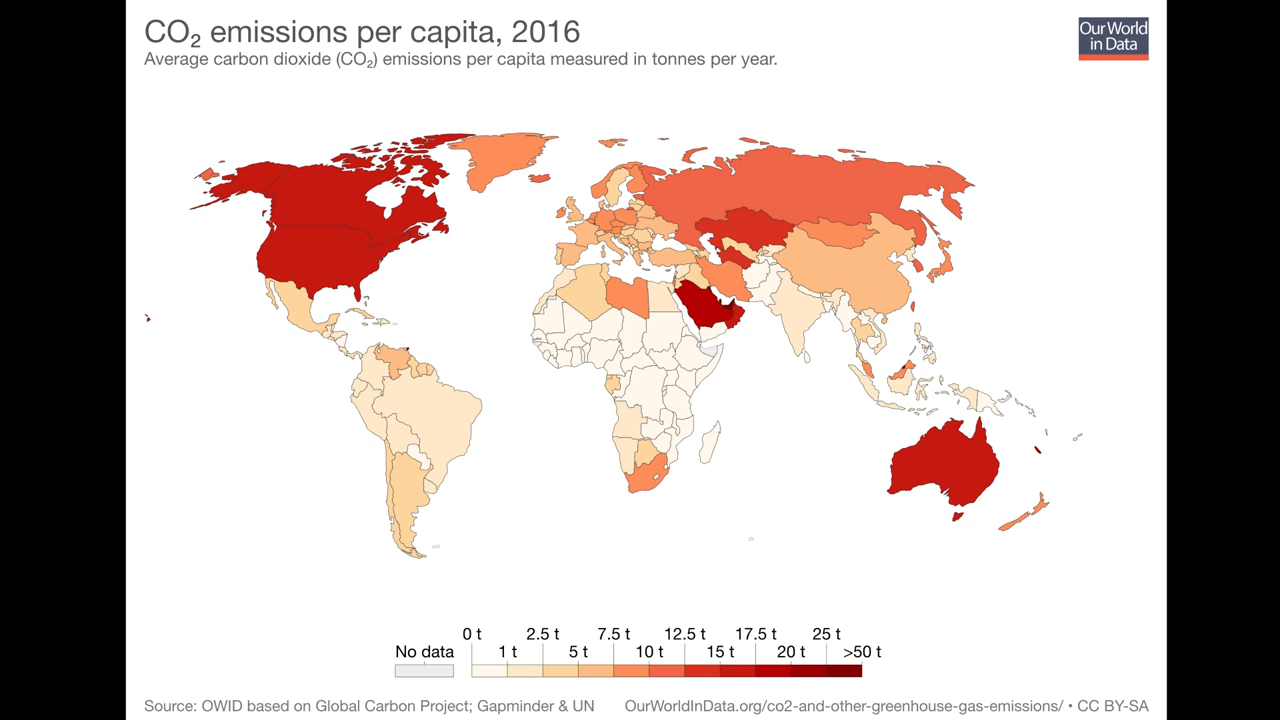 CO₂ emissions per capita, 2016
Average carbon dioxide (CO₂) emissions per capita measured in tonnes per year.
Our World
in Data
0 t 2.5 t 7.5 t 12.5 t 17.5 t 25 t
No data 1 t 5 t 10 t 15 t 20 t >50 t
Source: OWID based on Global Carbon Project; Gapminder & UN OurWorldInData.org/co2-and-other-greenhouse-gas-emissions/ • CC BY-SA